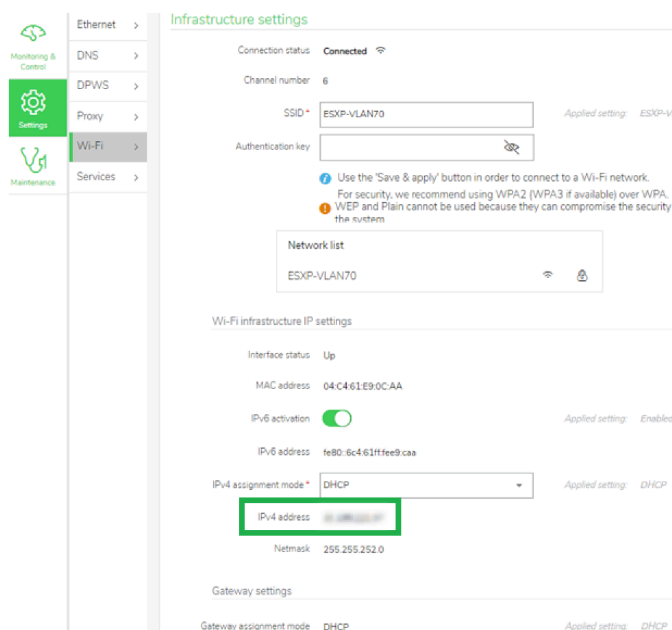 Infrastructure settings
Monitoring &
Control
Settings
Maintenance
Ethernet
DNS
DPWS
Proxy
Wi-Fi
Services
Connection status Connected
Channel number 6
SSID * ESXP-VLAN70 Applied setting: ESXP-V
Authentication key
Use the 'Save & apply' button in order to connect to a Wi-Fi network.
For security, we recommend using WPA2 (WPA3 if available) over WPA.
WEP and Plain cannot be used because they can compromise the security
the system
Network list
ESXP-VLAN70
Wi-Fi infrastructure IP settings
Interface status Up
MAC address 04:C4:61:E9:0C:AA
IPv6 activation Applied setting: Enabled
IPv6 address fe80::6c4:61ff:fee9:caa
IPv4 assignment mode * DHCP Applied setting: DHCP
IPv4 address
Netmask 255.255.252.0
Gateway settings
Gateway assignment mode DHCP Applied setting: DHCP